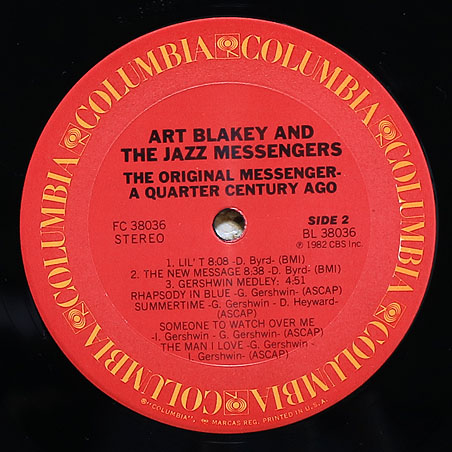 COLUMBIA COLUMBIA COLUMBIA COLUMBIA COLUMBIA COLUMBIA
ART BLAKEY AND
THE JAZZ MESSENGERS
THE ORIGINAL MESSENGER-
A QUARTER CENTURY AGO
FC 38036
STEREO
SIDE 2
BL 38036
℗ 1982 CBS Inc.
1. LIL' T 8:08 -D. Byrd- (BMI)
2. THE NEW MESSAGE 8:38 -D. Byrd- (BMI)
3. GERSHWIN MEDLEY: 4:51
RHAPSODY IN BLUE -G. Gershwin- (ASCAP)
SUMMERTIME -G. Gershwin - D. Heyward-
(ASCAP)
SOMEONE TO WATCH OVER ME
-I. Gershwin - G. Gershwin- (ASCAP)
THE MAN I LOVE -G. Gershwin -
I. Gershwin- (ASCAP)
®"COLUMBIA", MARCAS REG. PRINTED IN U.S.A.